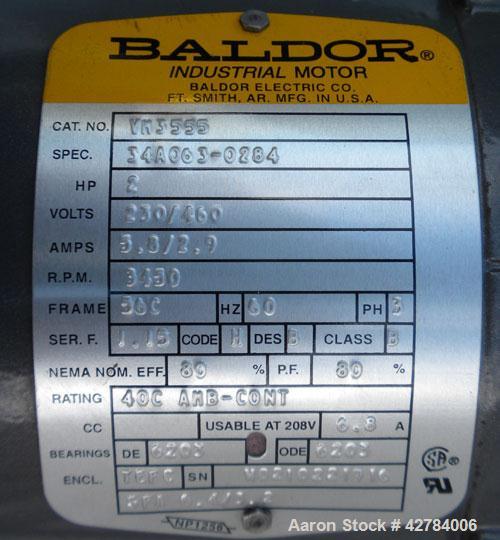 BALDOR®
INDUSTRIAL MOTOR
BALDOR ELECTRIC CO.
FT. SMITH, AR. MFG. IN U.S.A.
CAT. NO. VM3555
SPEC. 34A063-0284
HP 2
VOLTS 230/460
AMPS 5.8/2.9
R.P.M. 3450
FRAME 56C HZ 60 PH 3
SER. F. 1.15 CODE H DES B CLASS B
NEMA NOM. EFF. 80 % P.F. 80 %
RATING 40C AMB-CONT
CC USABLE AT 208V A
BEARINGS DE 6203 ODE 6203
ENCL. TEFC SN
NP1256
Aaron Stock # 42784006